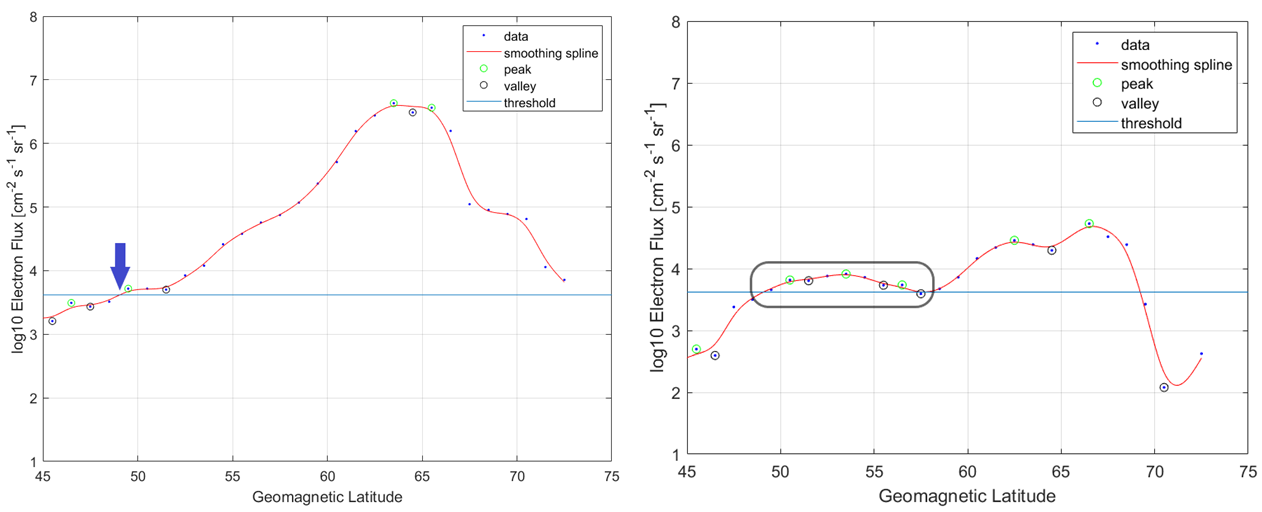 8
7
6
5
4
3
2
1
45
50
55
60
65
70
75
log10 Electron Flux [cm-2 s-1 sr-1]
Geomagnetic Latitude
data
smoothing spline
peak
valley
threshold
8
7
6
5
4
3
2
1
45
50
55
60
65
70
75
log10 Electron Flux [cm-2 s-1 sr-1]
Geomagnetic Latitude
data
smoothing spline
peak
valley
threshold